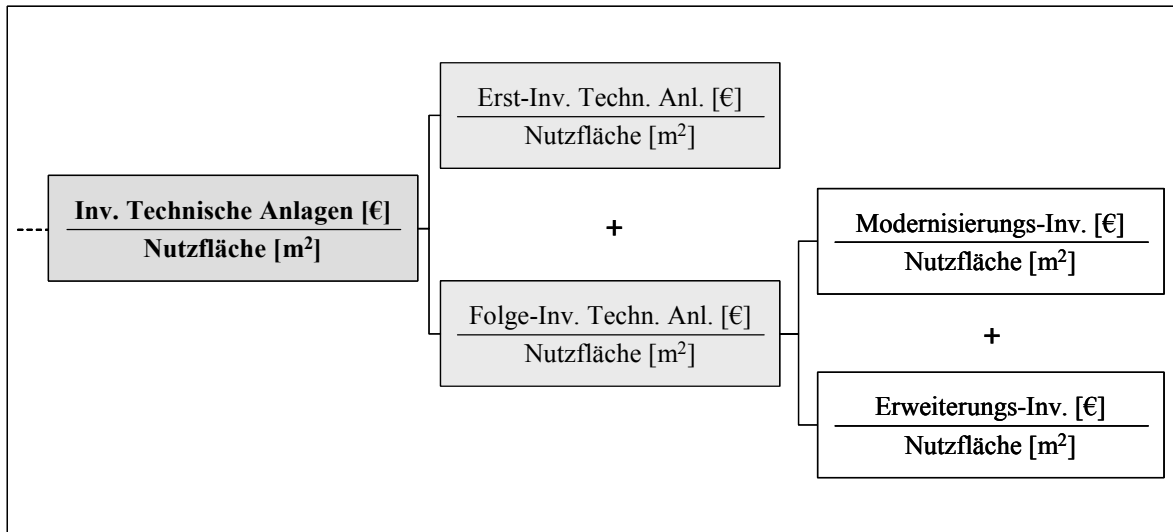 Erst-Inv. Techn. Anl. [€]
Nutzfläche [m²]
Inv. Technische Anlagen [€]
Nutzfläche [m²]
+
Modernisierungs-Inv. [€]
Nutzfläche [m²]
Folge-Inv. Techn. Anl. [€]
Nutzfläche [m²]
+
Erweiterungs-Inv. [€]
Nutzfläche [m²]